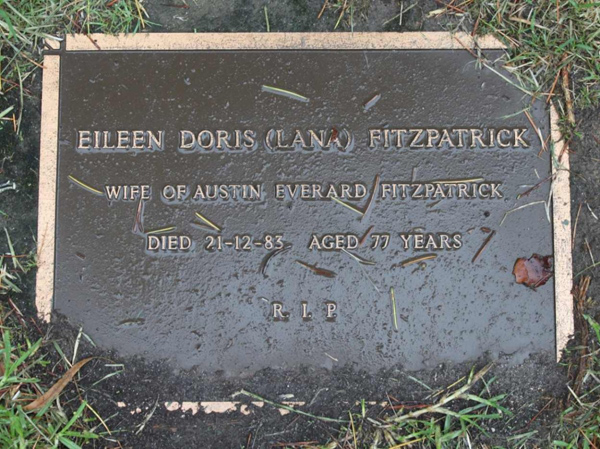 EILEEN DORIS (LANA) FITZPATRICK
WIFE OF AUSTIN EVERARD FITZPATRICK
DIED 21-12-83 AGED 77 YEARS
R. I. P